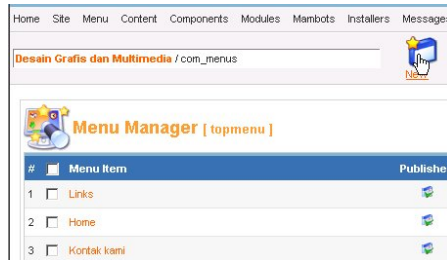 Home Site Menu Content Components Modules Mambots Installers Messages
Desain Grafis dan Multimedia / com_menus
New
Menu Manager [ topmenu ]
# Menu Item Publishe
1 Links
2 Home
3 Kontak kami